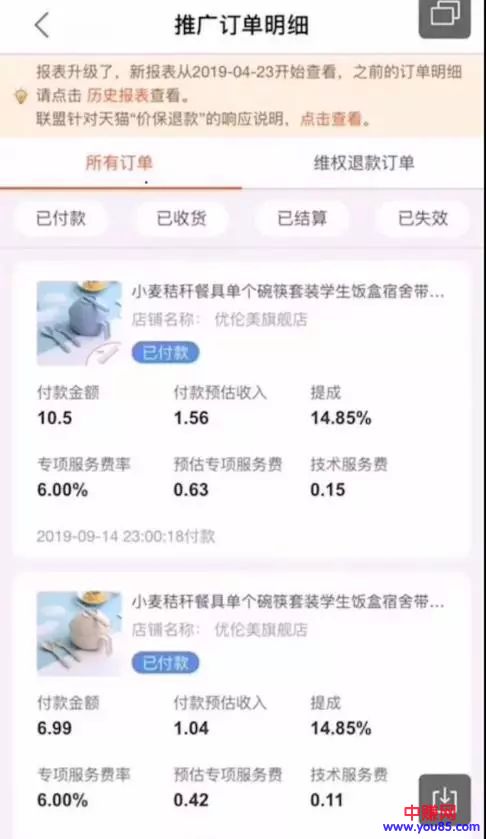 推广订单明细
报表升级了，新报表从2019-04-23开始查看，之前的订单明细
请点击 历史报表查看。
联盟针对天猫“价保退款”的响应说明，点击查看。
所有订单 维权退款订单
已付款 已收货 已结算 已失效
小麦秸秆餐具单个碗筷套装学生饭盒宿舍带...
店铺名称： 优伦美旗舰店
已付款
付款金额 付款预估收入 提成
10.5 1.56 14.85%
专项服务费率 预估专项服务费 技术服务费
6.00% 0.63 0.15
2019-09-14 23:00:18付款
小麦秸秆餐具单个碗筷套装学生饭盒宿舍带...
店铺名称： 优伦美旗舰店
已付款
付款金额 付款预估收入 提成
6.99 1.04 14.85%
专项服务费率 预估专项服务费 技术服务费
6.00% 0.42 0.11
中赚网
www.you85.com